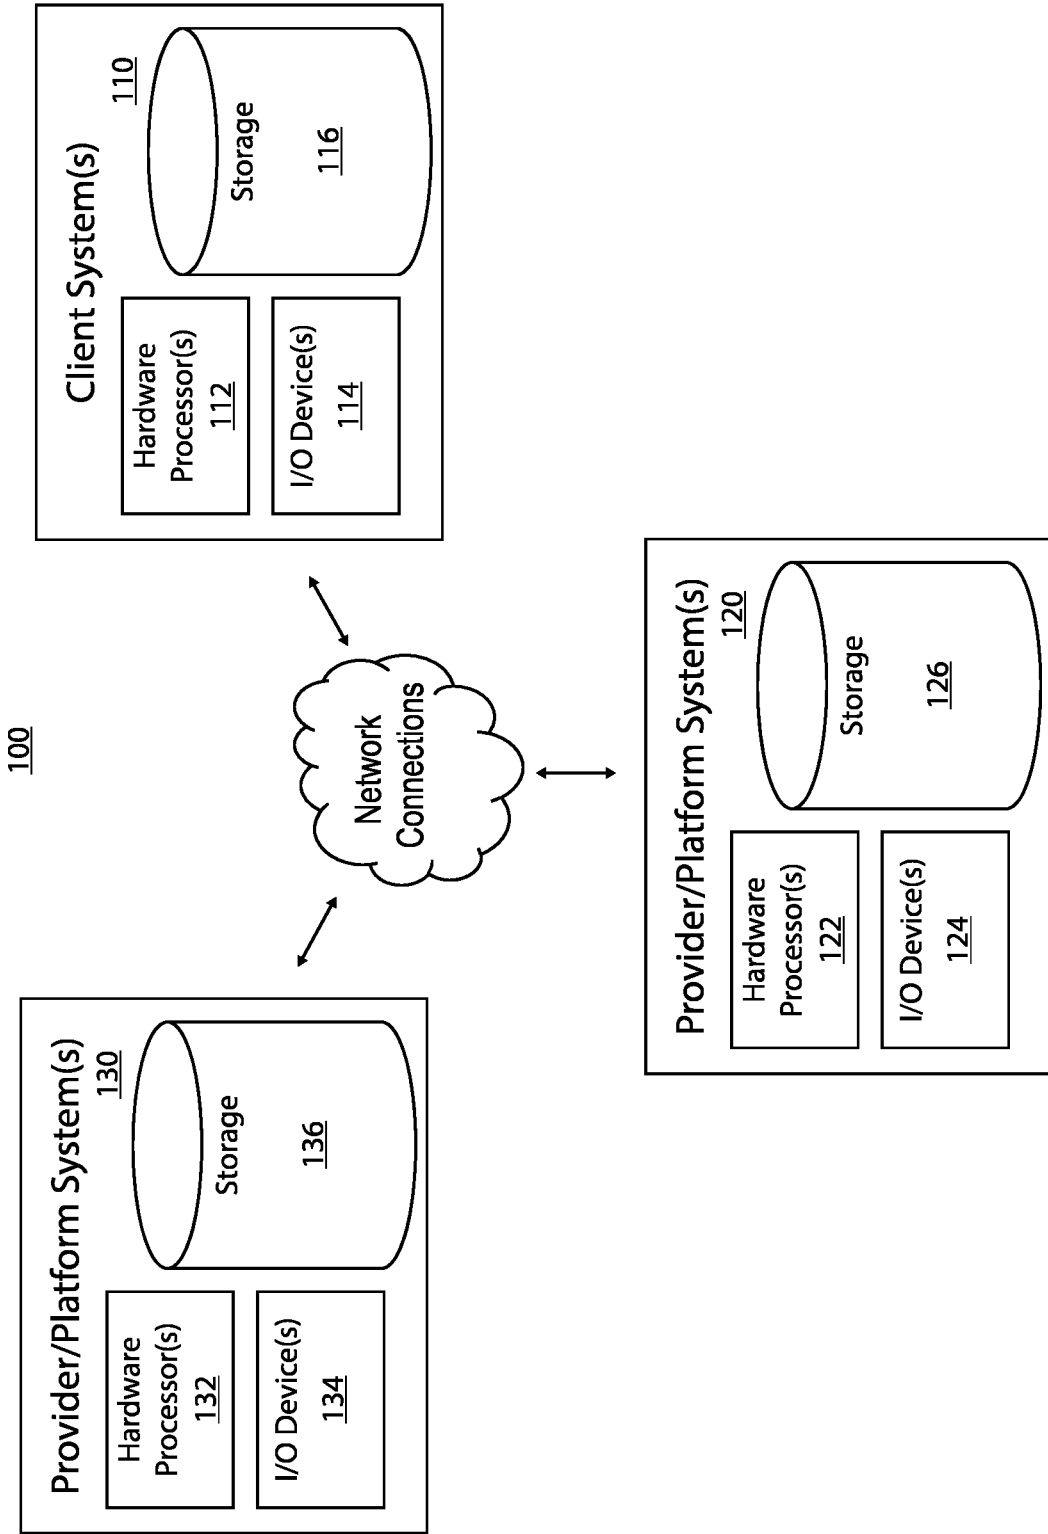 100
Provider/Platform System(s)
130
Hardware
Processor(s)
132
I/O Device(s)
134
Storage
136
Network
Connections
Client System(s)
110
Hardware
Processor(s)
112
I/O Device(s)
114
Storage
116
Provider/Platform System(s)
120
Hardware
Processor(s)
122
I/O Device(s)
124
Storage
126